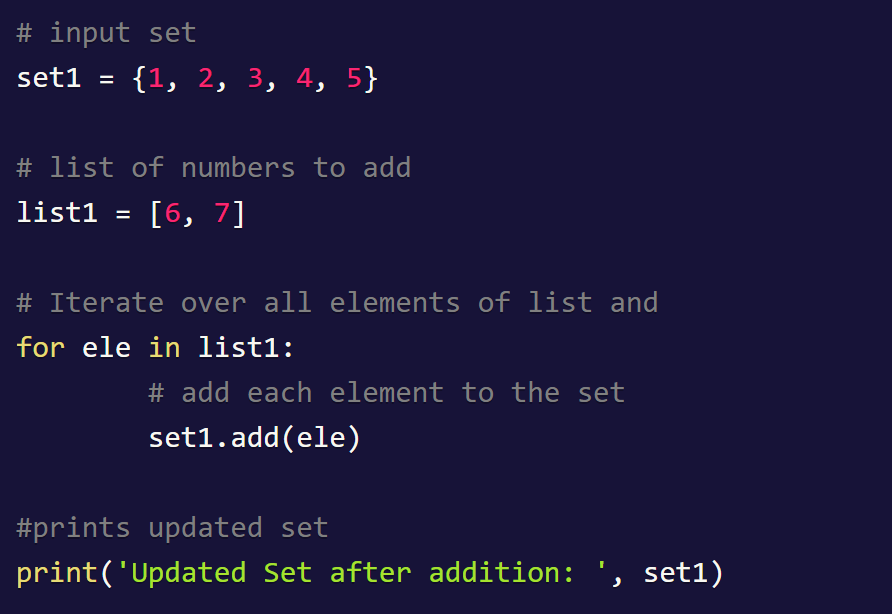 # input set
set1 = {1, 2, 3, 4, 5}
# list of numbers to add
list1 = [6, 7]
# Iterate over all elements of list and
for ele in list1:
        # add each element to the set
        set1.add(ele)
#prints updated set
print('Updated Set after addition: ', set1)